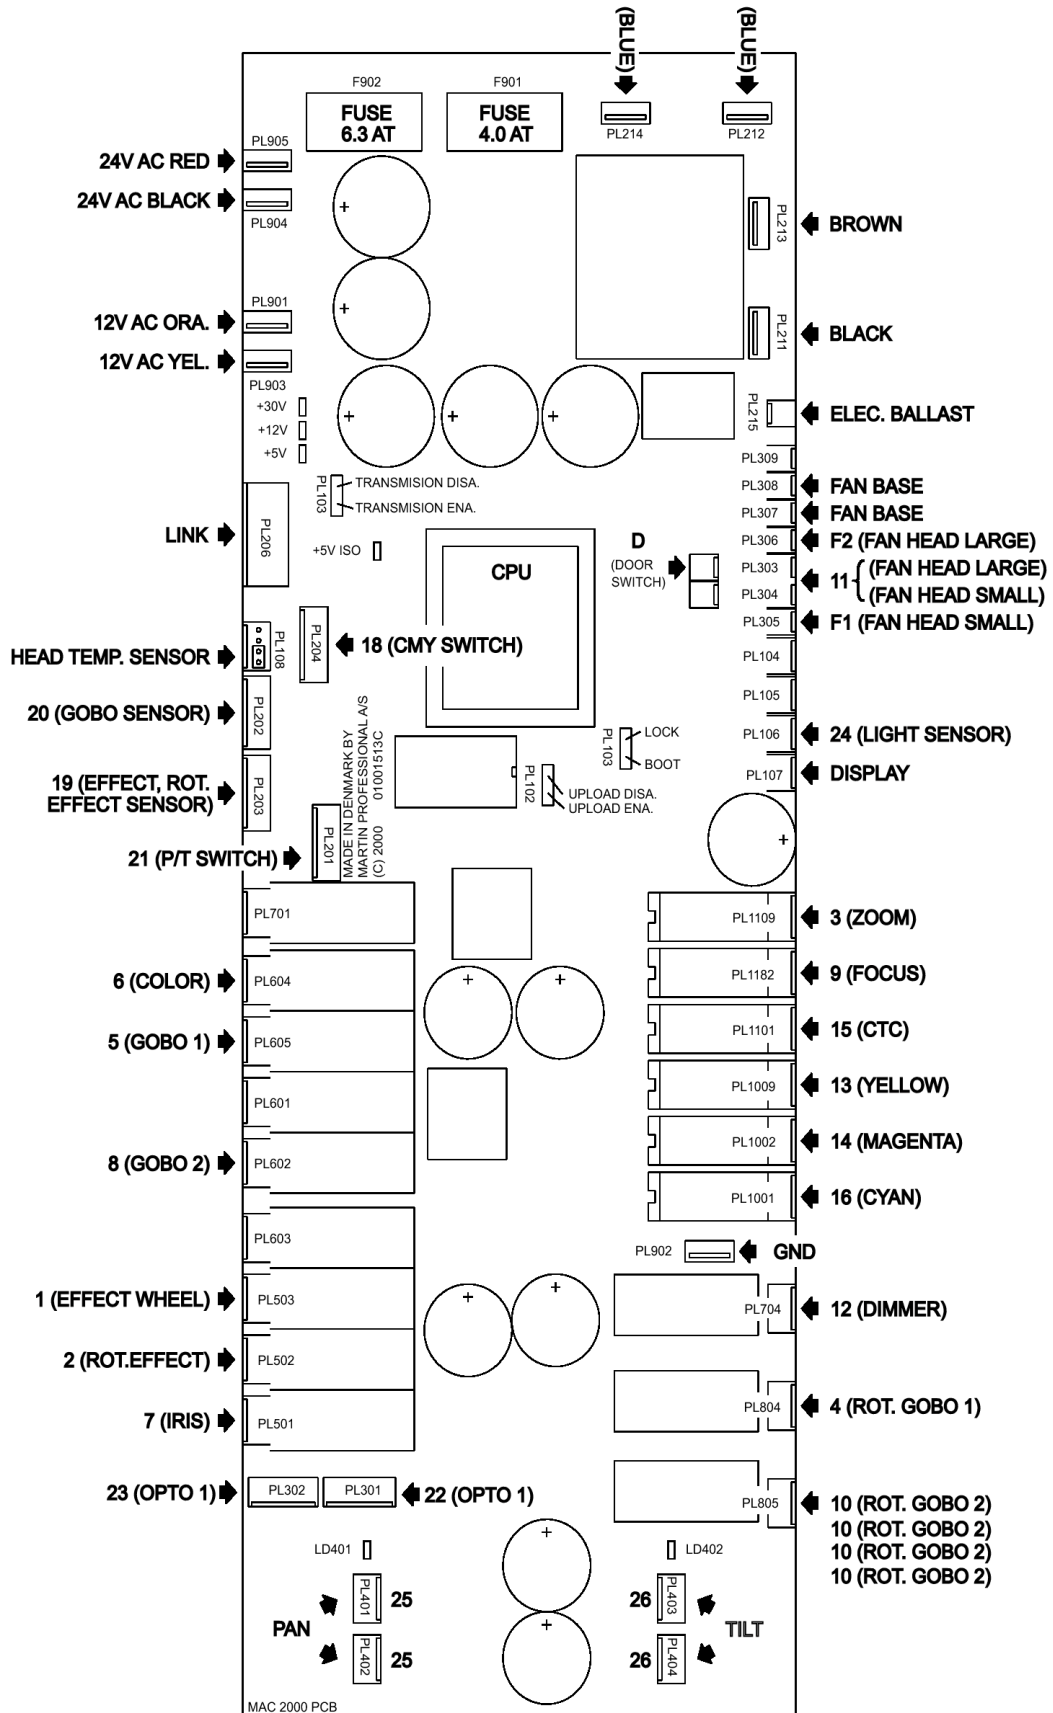 (BLUE)
(BLUE)
F902
F901
FUSE
6.3 AT
FUSE
4.0 AT
PL214
PL212
PL905
24V AC RED
24V AC BLACK
PL904
PL213
BROWN
PL901
12V AC ORA.
PL211
BLACK
12V AC YEL.
PL903
+30V
+12V
+5V
PL215
ELEC. BALLAST
PL309
PL103
TRANSMISION DISA.
TRANSMISION ENA.
PL308
FAN BASE
PL307
FAN BASE
LINK
PL206
+5V ISO
CPU
D
(DOOR
SWITCH)
PL306
F2 (FAN HEAD LARGE)
PL303
11
(FAN HEAD LARGE)
PL304
(FAN HEAD SMALL)
PL305
F1 (FAN HEAD SMALL)
HEAD TEMP. SENSOR
PL108
PL204
18 (CMY SWITCH)
PL104
20 (GOBO SENSOR)
PL202
PL105
PL103
LOCK
BOOT
PL106
24 (LIGHT SENSOR)
19 (EFFECT, ROT.
EFFECT SENSOR)
PL203
MADE IN DENMARK BY
MARTIN PROFESSIONAL A/S
(C) 2000 01001513C
PL102
UPLOAD DISA.
UPLOAD ENA.
PL107
DISPLAY
21 (P/T SWITCH)
PL201
PL701
PL1109
3 (ZOOM)
6 (COLOR)
PL604
PL1182
9 (FOCUS)
5 (GOBO 1)
PL605
PL1101
15 (CTC)
PL601
PL1009
13 (YELLOW)
8 (GOBO 2)
PL602
PL1002
14 (MAGENTA)
PL603
PL1001
16 (CYAN)
PL902
GND
1 (EFFECT WHEEL)
PL503
PL704
12 (DIMMER)
2 (ROT.EFFECT)
PL502
7 (IRIS)
PL501
PL804
4 (ROT. GOBO 1)
23 (OPTO 1)
PL302
PL301
22 (OPTO 1)
PL805
10 (ROT. GOBO 2)
10 (ROT. GOBO 2)
10 (ROT. GOBO 2)
10 (ROT. GOBO 2)
LD401
LD402
PAN
PL401
25
26
PL403
TILT
PL402
25
26
PL404
MAC 2000 PCB